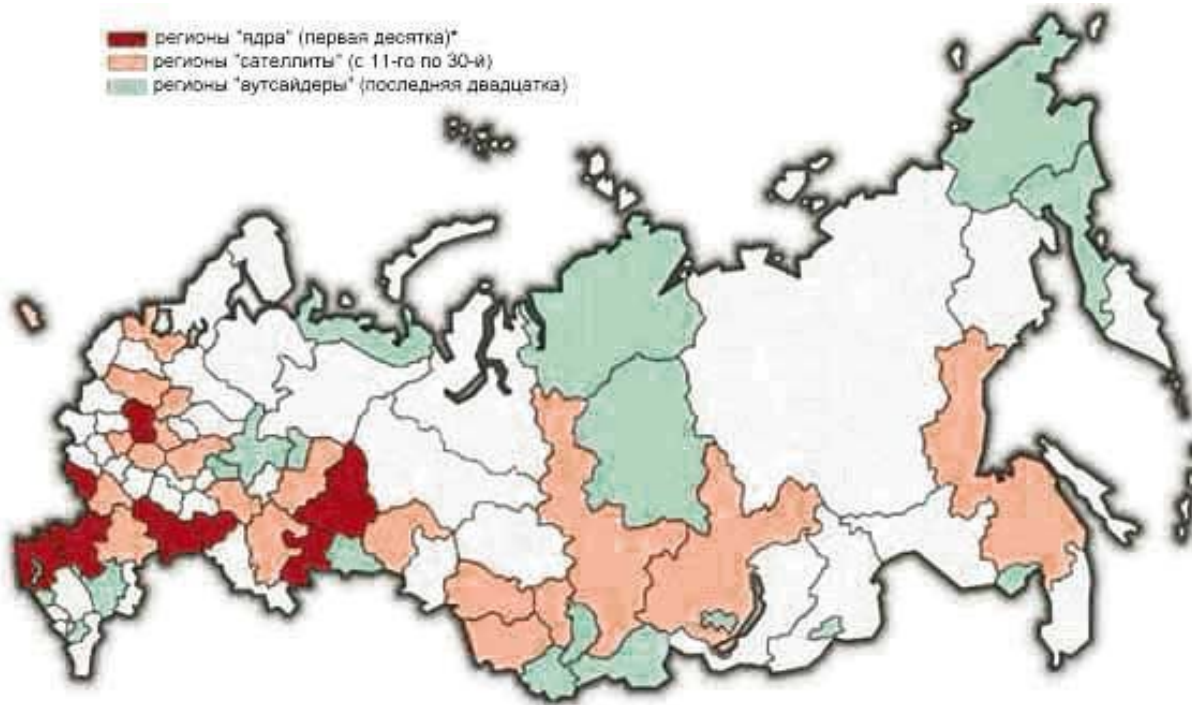 регионы "ядра" (первая десятка)*
регионы "сателлиты" (с 11-го по 30-й)
регионы "аутсайдеры" (последняя двадцатка)